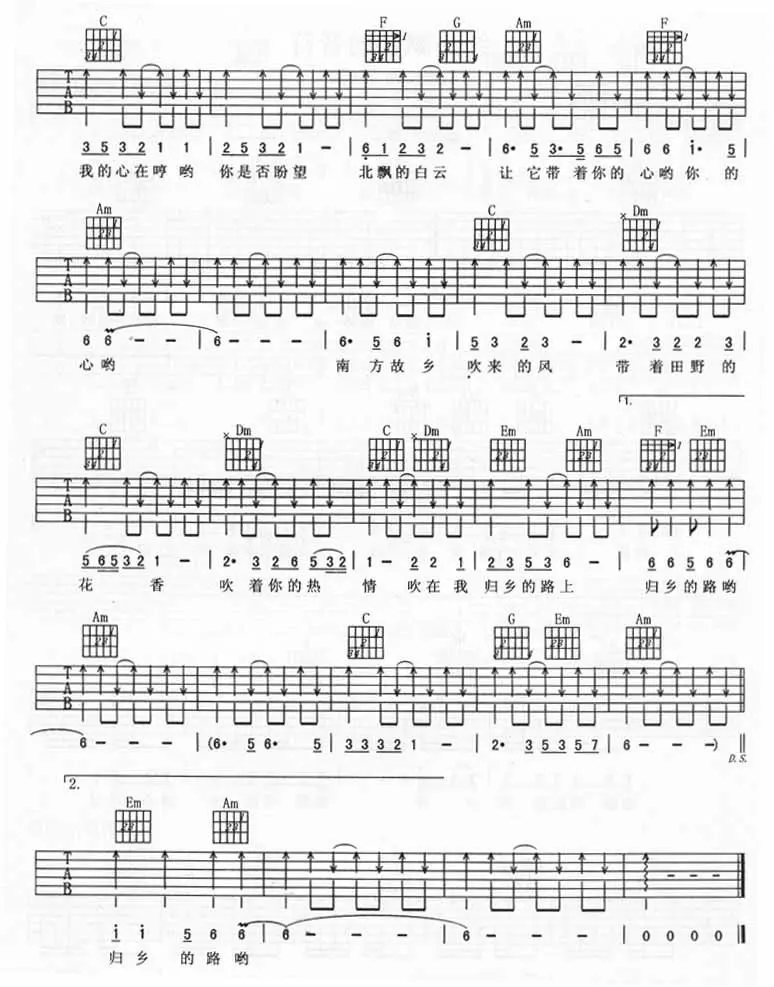 C F G Am F
T A B
3 5 3 2 1 1 | 2 5 3 2 1 — | 6 1 2 3 2 — | 6· 5 3· 5 6 5 | 6 6 i· 5
我的心在哼哟 你是否盼望 北飘的白云 让它带着你的 心哟你的
Am C Dm
T A B
6 6 — — | 6 — — — | 6· 5 6 i | 5 3 2 3 — | 2· 3 2 2 3
心哟 南方故乡 吹来的风 带着田野的
1.
C Dm C Dm Em Am F Em
T A B
5 6 5 3 2 1 — | 2· 3 2 6 5 3 2 | 1 — 2 2 1 | 2 3 5 3 6 — | 6 6 5 6 6
花香 吹着你的热 情 吹在我 归乡的路上 归乡的路哟
Am C G Em Am
T A B
6 — — — | (6· 5 6· 5 | 3 3 3 2 1 — | 2· 3 5 3 5 7 | 6 — — —) ‖
D.S.
2.
Em Am
T A B
i i 5 6 6 | 6 — — — | 6 — — — | 0 0 0 0 ‖
归乡的路哟